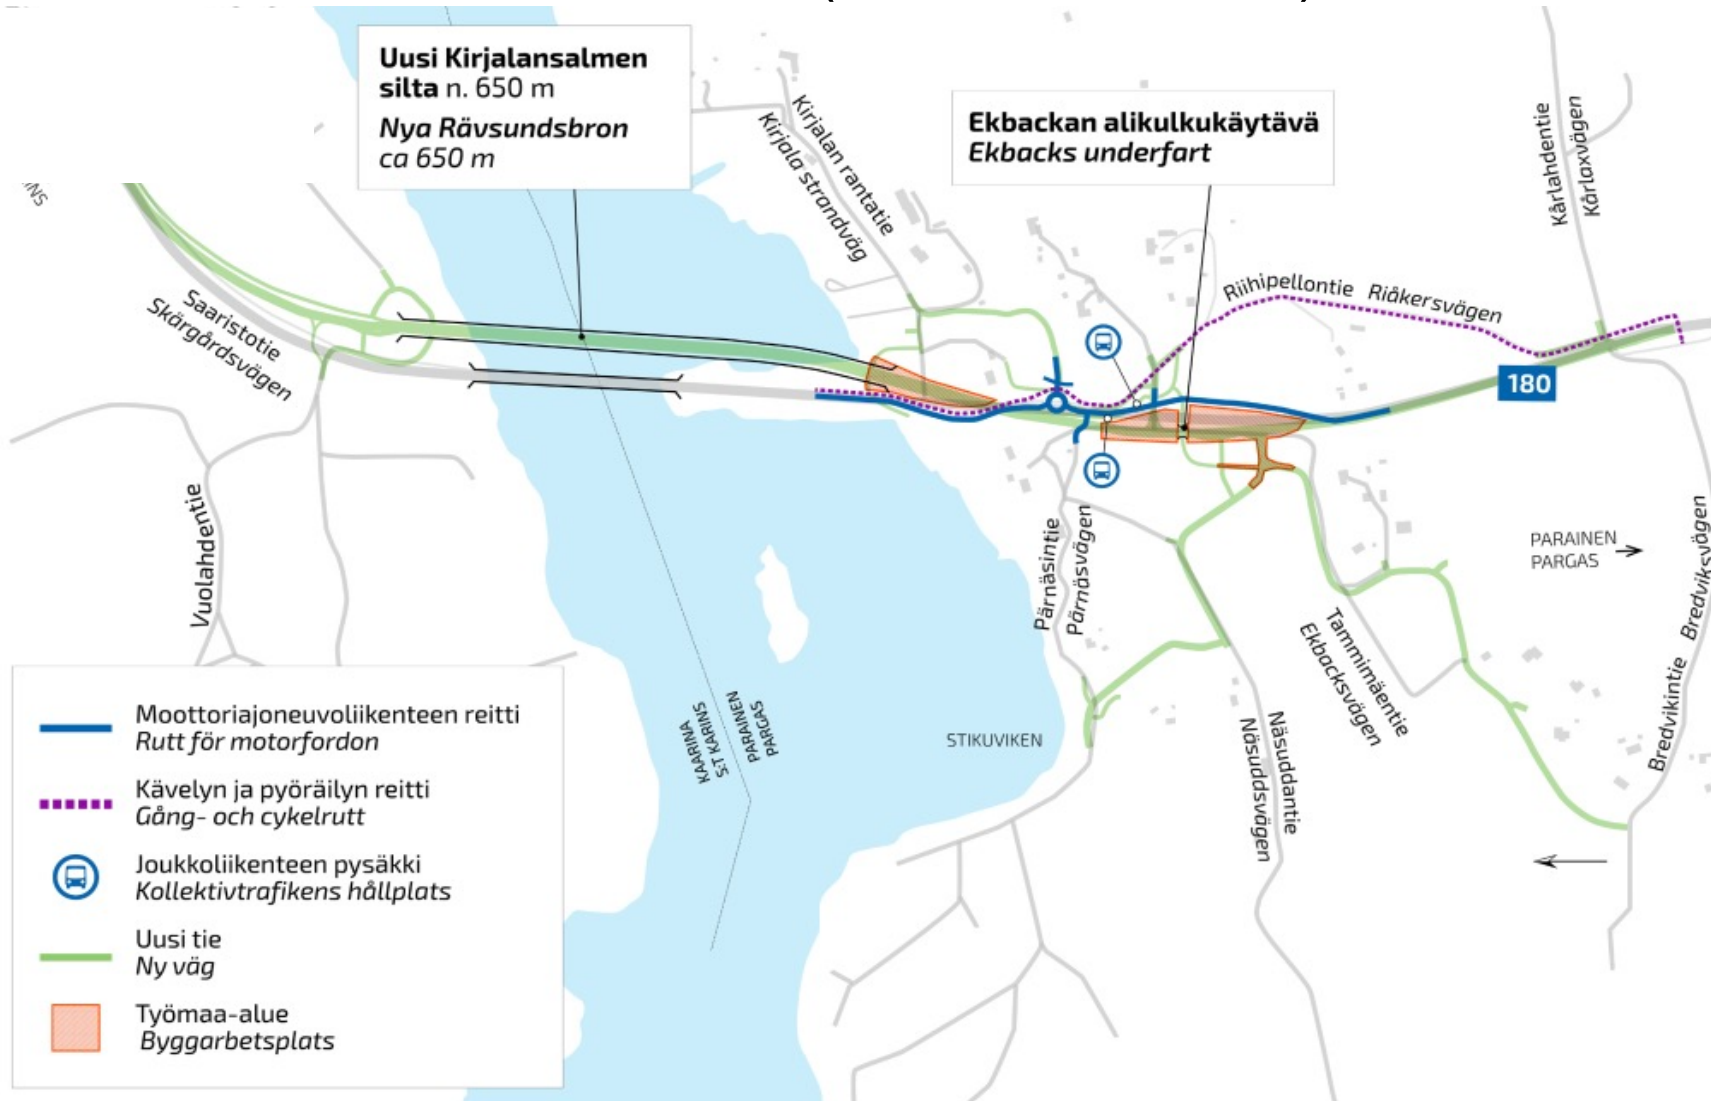 Uusi Kirjalansalmen
silta n. 650 m
Nya Rävsundsbron
ca 650 m
Ekbackan alikulkukäytävä
Ekbacks underfart
Kirjalan rantatie
Kirjala strandväg
Kårlahdentie
Kårlaxvägen
Saaristotie
Skärgårdsvägen
Riihipellontie Riåkersvägen
180
Vuolahdentie
Pärnäsintie
Pärnäsvägen
PARAINEN
PARGAS
Tammimäentie
Ekbacksvägen
Bredvikintie Bredviksvägen
Näsuddantie
Näsuddsvägen
STIKUVIKEN
KAARINA
S:T KARINS
PARAINEN
PARGAS
Moottoriajoneuvoliikenteen reitti
Rutt för motorfordon
Kävelyn ja pyöräilyn reitti
Gång- och cykelrutt
Joukkoliikenteen pysäkki
Kollektivtrafikens hållplats
Uusi tie
Ny väg
Työmaa-alue
Byggarbetsplats